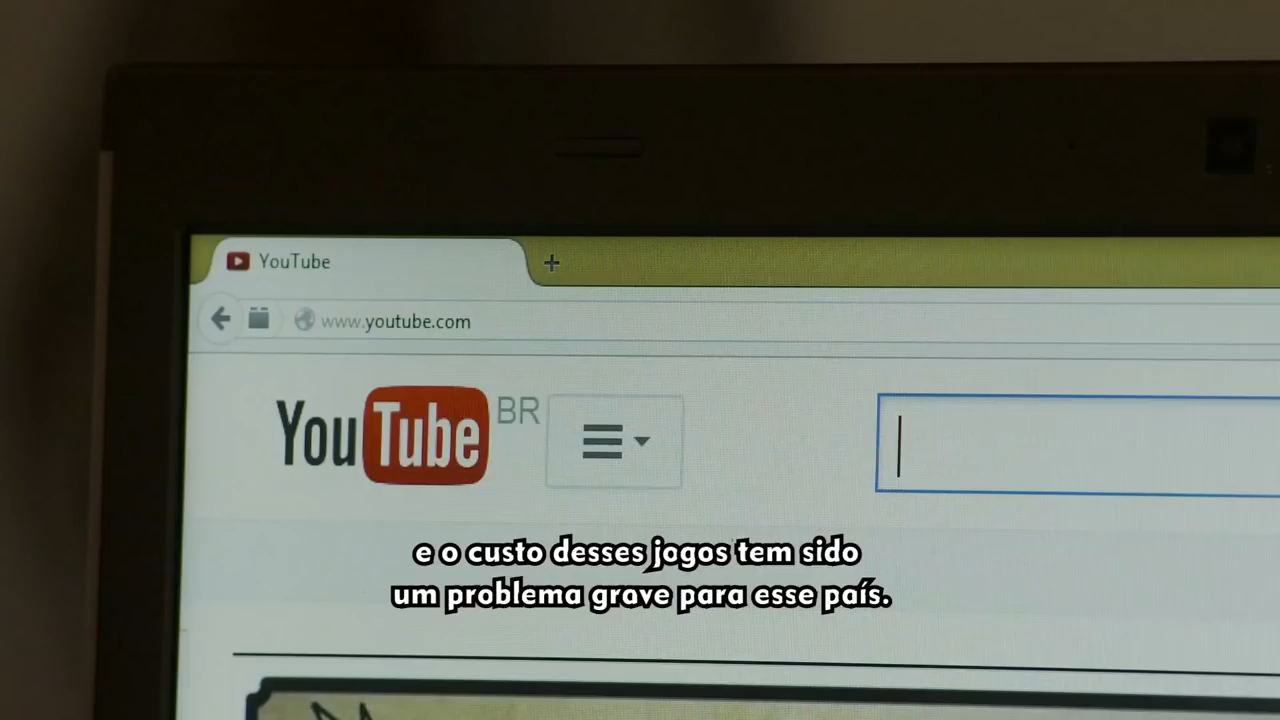 YouTube
+
www.youtube.com
YouTube BR
e o custo desses jogos tem sido
um problema grave para esse país.